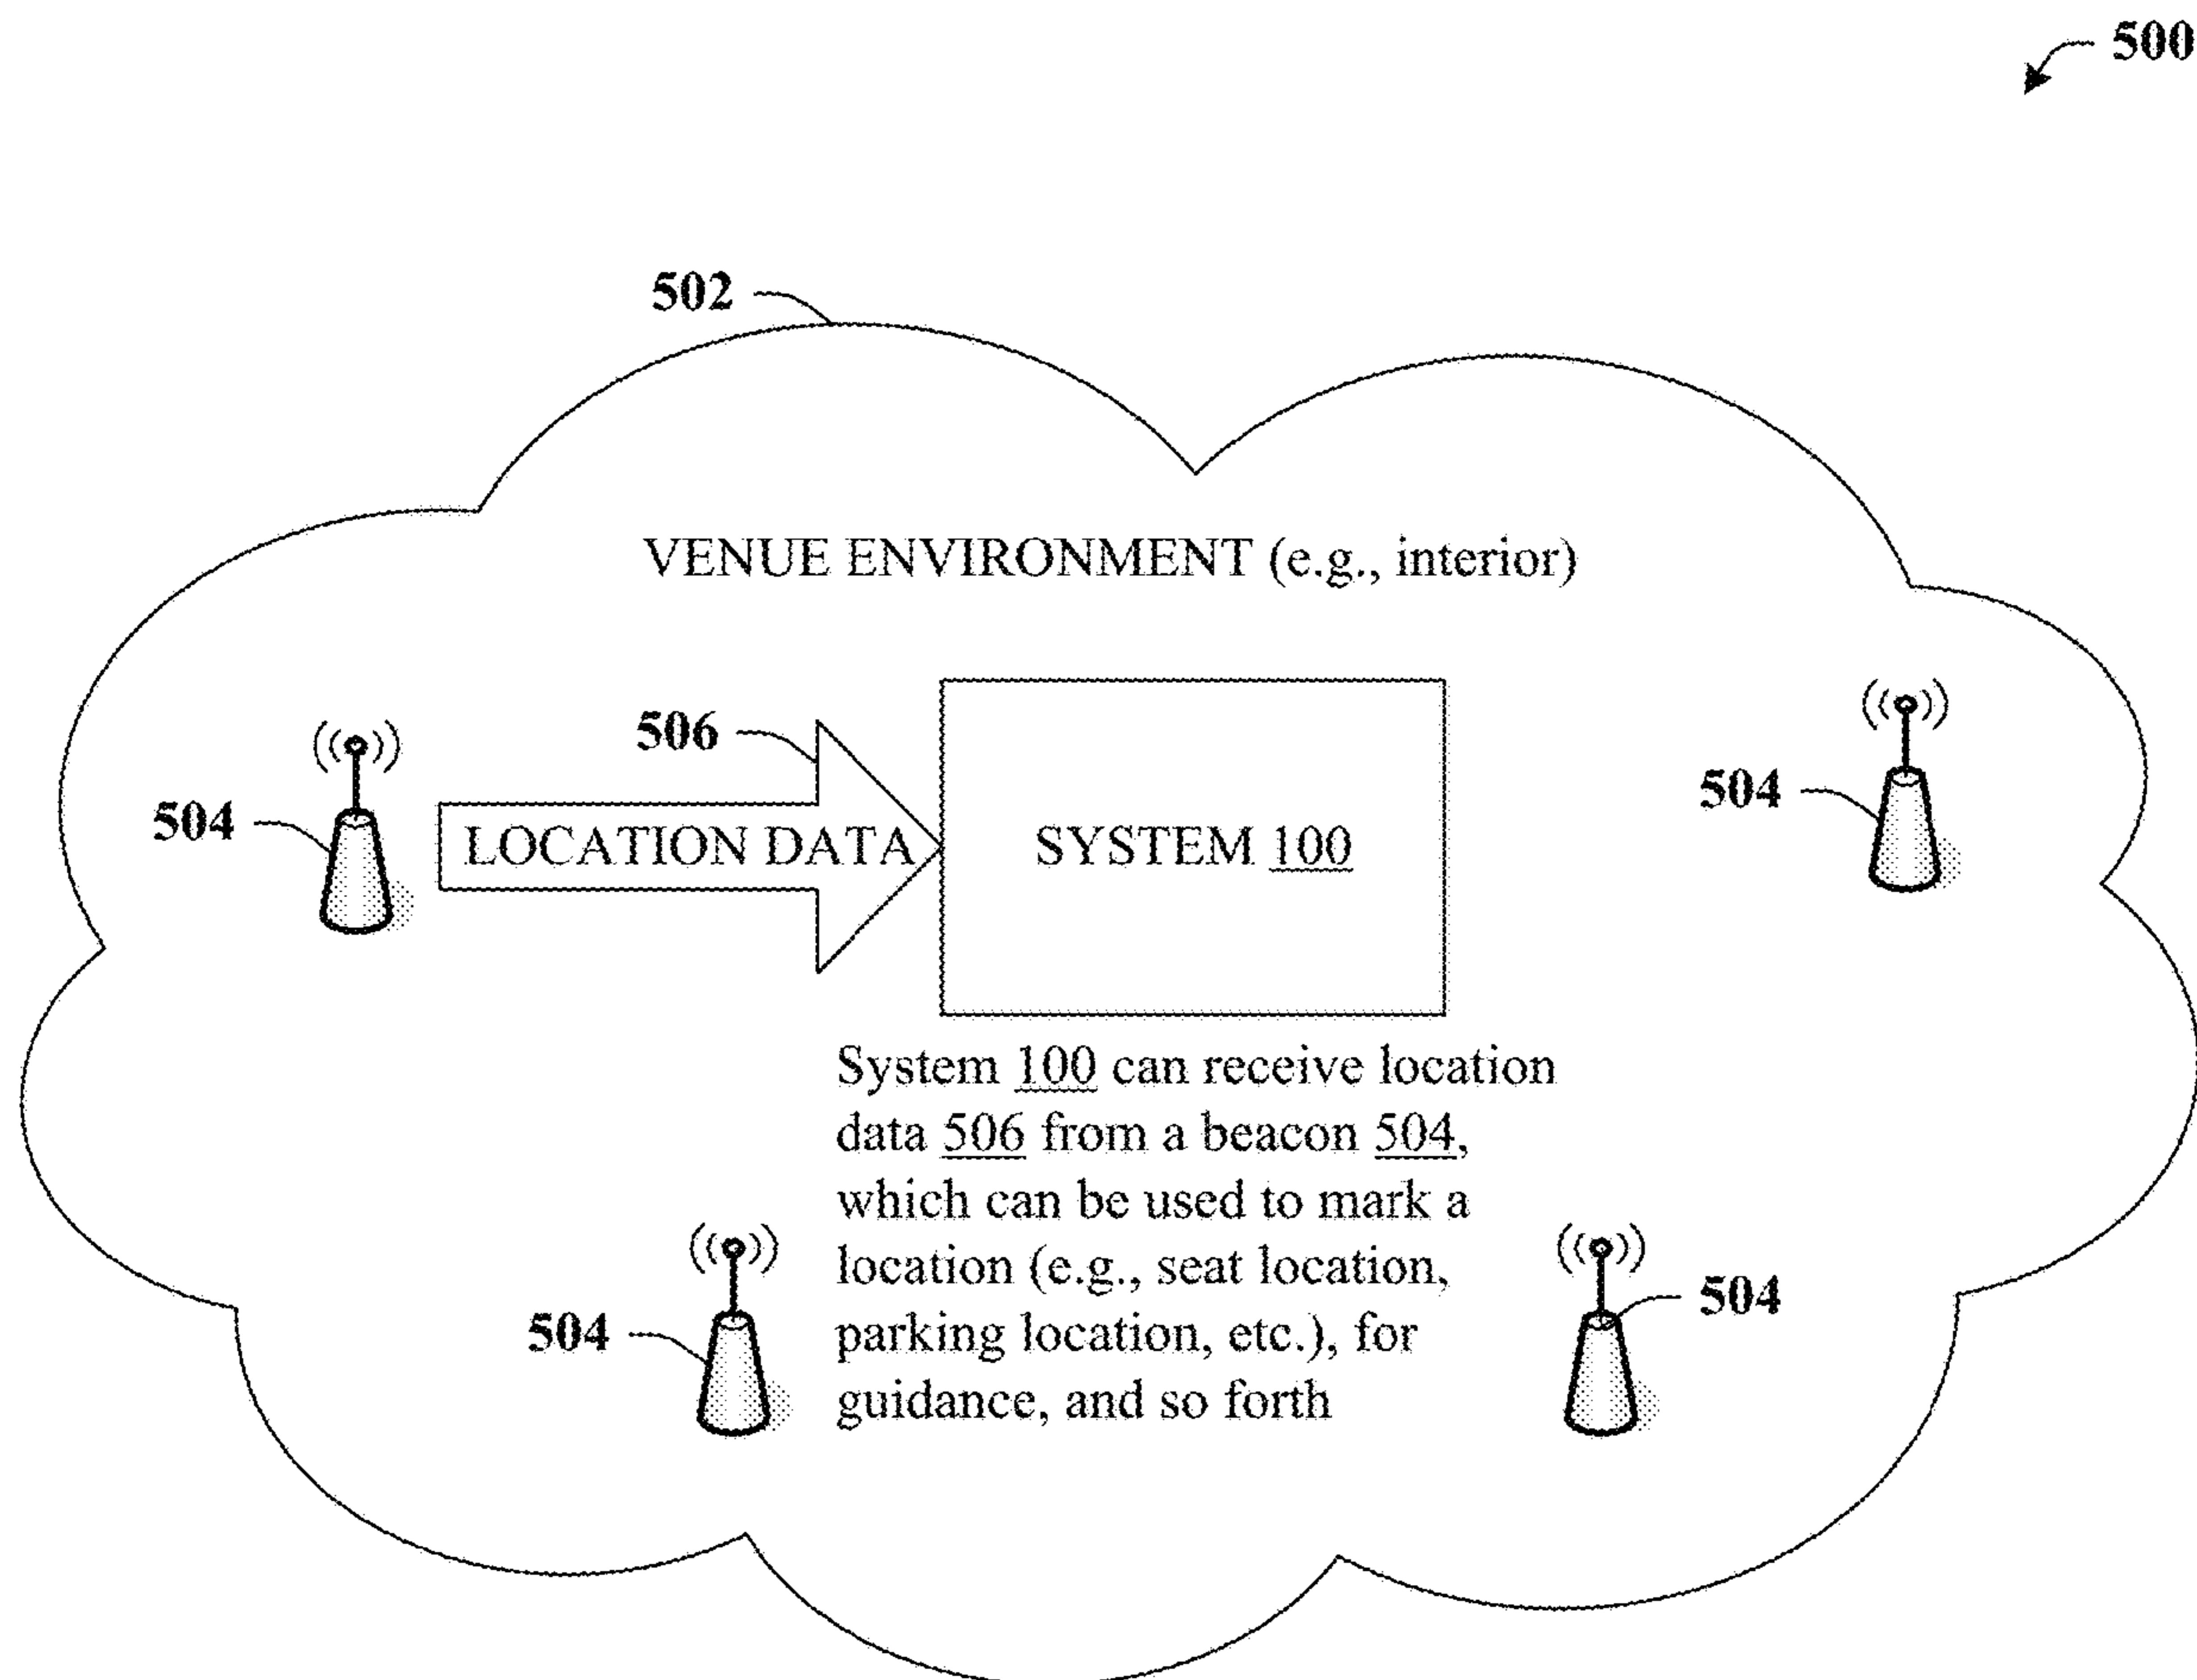 500
502
VENUE ENVIRONMENT (e.g., interior)
506
504
504
LOCATION DATA
SYSTEM 100
System 100 can receive location
data 506 from a beacon 504,
which can be used to mark a
location (e.g., seat location,
parking location, etc.), for
guidance, and so forth
504
504